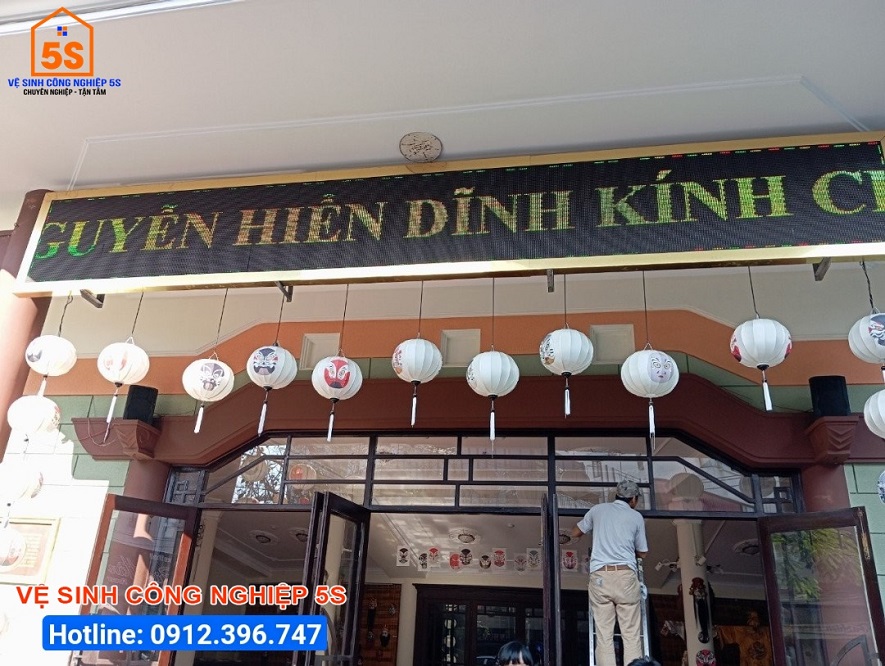 5S
VỆ SINH CÔNG NGHIỆP 5S
CHUYÊN NGHIỆP - TẬN TÂM
GUYỄN HIỂN DĨNH KÍNH C
VỆ SINH CÔNG NGHIỆP 5S
Hotline: 0912.396.747